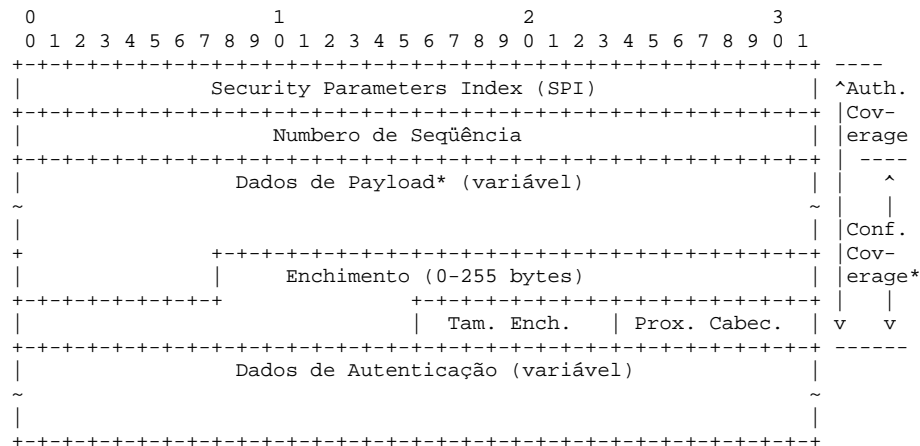 0                   1                   2                   3
0 1 2 3 4 5 6 7 8 9 0 1 2 3 4 5 6 7 8 9 0 1 2 3 4 5 6 7 8 9 0 1
+-+-+-+-+-+-+-+-+-+-+-+-+-+-+-+-+-+-+-+-+-+-+-+-+-+-+-+-+-+-+-+-+ ----
|               Security Parameters Index (SPI)                 | ^Auth.
+-+-+-+-+-+-+-+-+-+-+-+-+-+-+-+-+-+-+-+-+-+-+-+-+-+-+-+-+-+-+-+-+ |Cov-
|                    Numbero de Seqüência                       | |erage
+-+-+-+-+-+-+-+-+-+-+-+-+-+-+-+-+-+-+-+-+-+-+-+-+-+-+-+-+-+-+-+-+ | ----
|                 Dados de Payload* (variável)                  | |   ^
~                                                               ~ |   |
|                                                               | |Conf.
+               +-+-+-+-+-+-+-+-+-+-+-+-+-+-+-+-+-+-+-+-+-+-+-+-+ |Cov-
|               |     Enchimento (0-255 bytes)                  | |erage*
+-+-+-+-+-+-+-+-+               +-+-+-+-+-+-+-+-+-+-+-+-+-+-+-+-+ |   |
|                               |  Tam. Ench.   | Prox. Cabec.  | v   v
+-+-+-+-+-+-+-+-+-+-+-+-+-+-+-+-+-+-+-+-+-+-+-+-+-+-+-+-+-+-+-+-+ ------
|                 Dados de Autenticação (variável)              |
~                                                               ~
|                                                               |
+-+-+-+-+-+-+-+-+-+-+-+-+-+-+-+-+-+-+-+-+-+-+-+-+-+-+-+-+-+-+-+-+